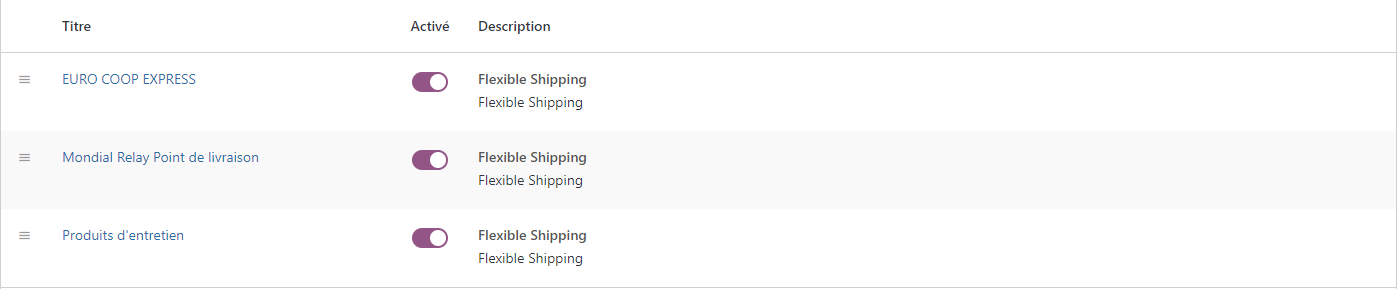 Titre Activé Description
EURO COOP EXPRESS Flexible Shipping
Flexible Shipping
Mondial Relay Point de livraison Flexible Shipping
Flexible Shipping
Produits d'entretien Flexible Shipping
Flexible Shipping